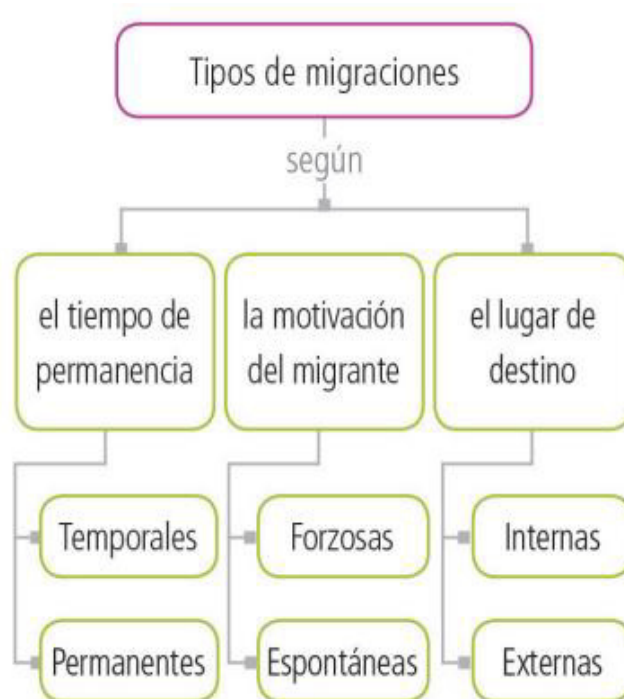 Tipos de migraciones
según
el tiempo de
permanencia
la motivación
del migrante
el lugar de
destino
Temporales
Forzosas
Internas
Permanentes
Espontáneas
Externas